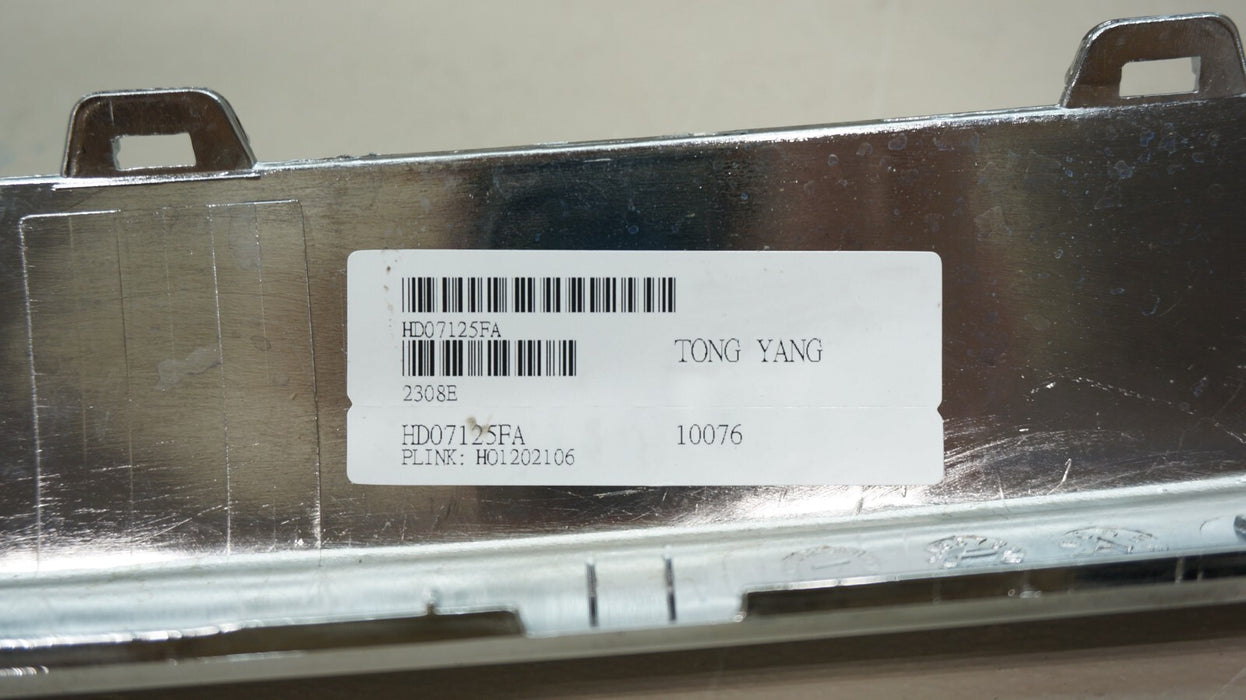 HD07125FA
TONG YANG
2308E
HD07125FA 10076
PLINK: HO1202106